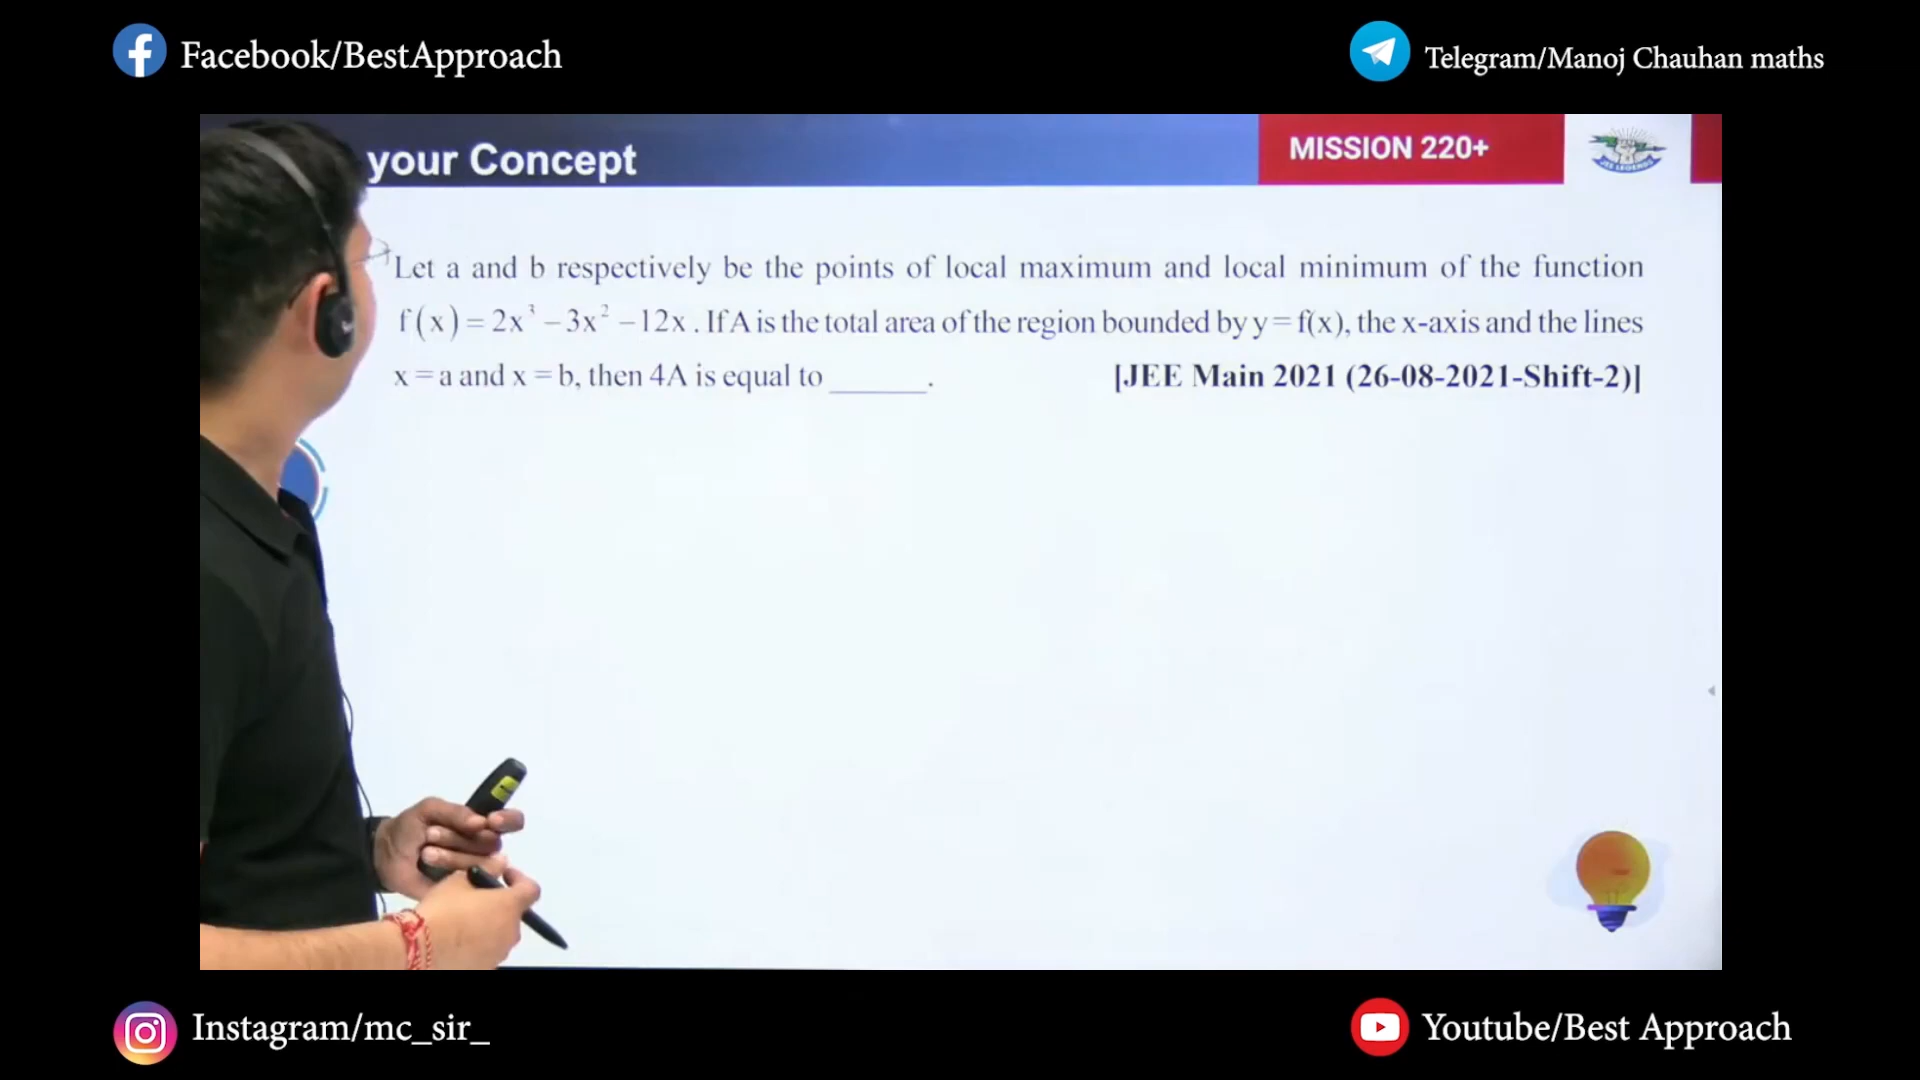 Facebook/BestApproach
Telegram/Manoj Chauhan maths
your Concept
MISSION 220+
Let a and b respectively be the points of local maximum and local minimum of the function
f(x) = 2x³ – 3x² – 12x. If A is the total area of the region bounded by y = f(x), the x-axis and the lines
x = a and x = b, then 4A is equal to _______. [JEE Main 2021 (26-08-2021-Shift-2)]
Instagram/mc_sir_
Youtube/Best Approach